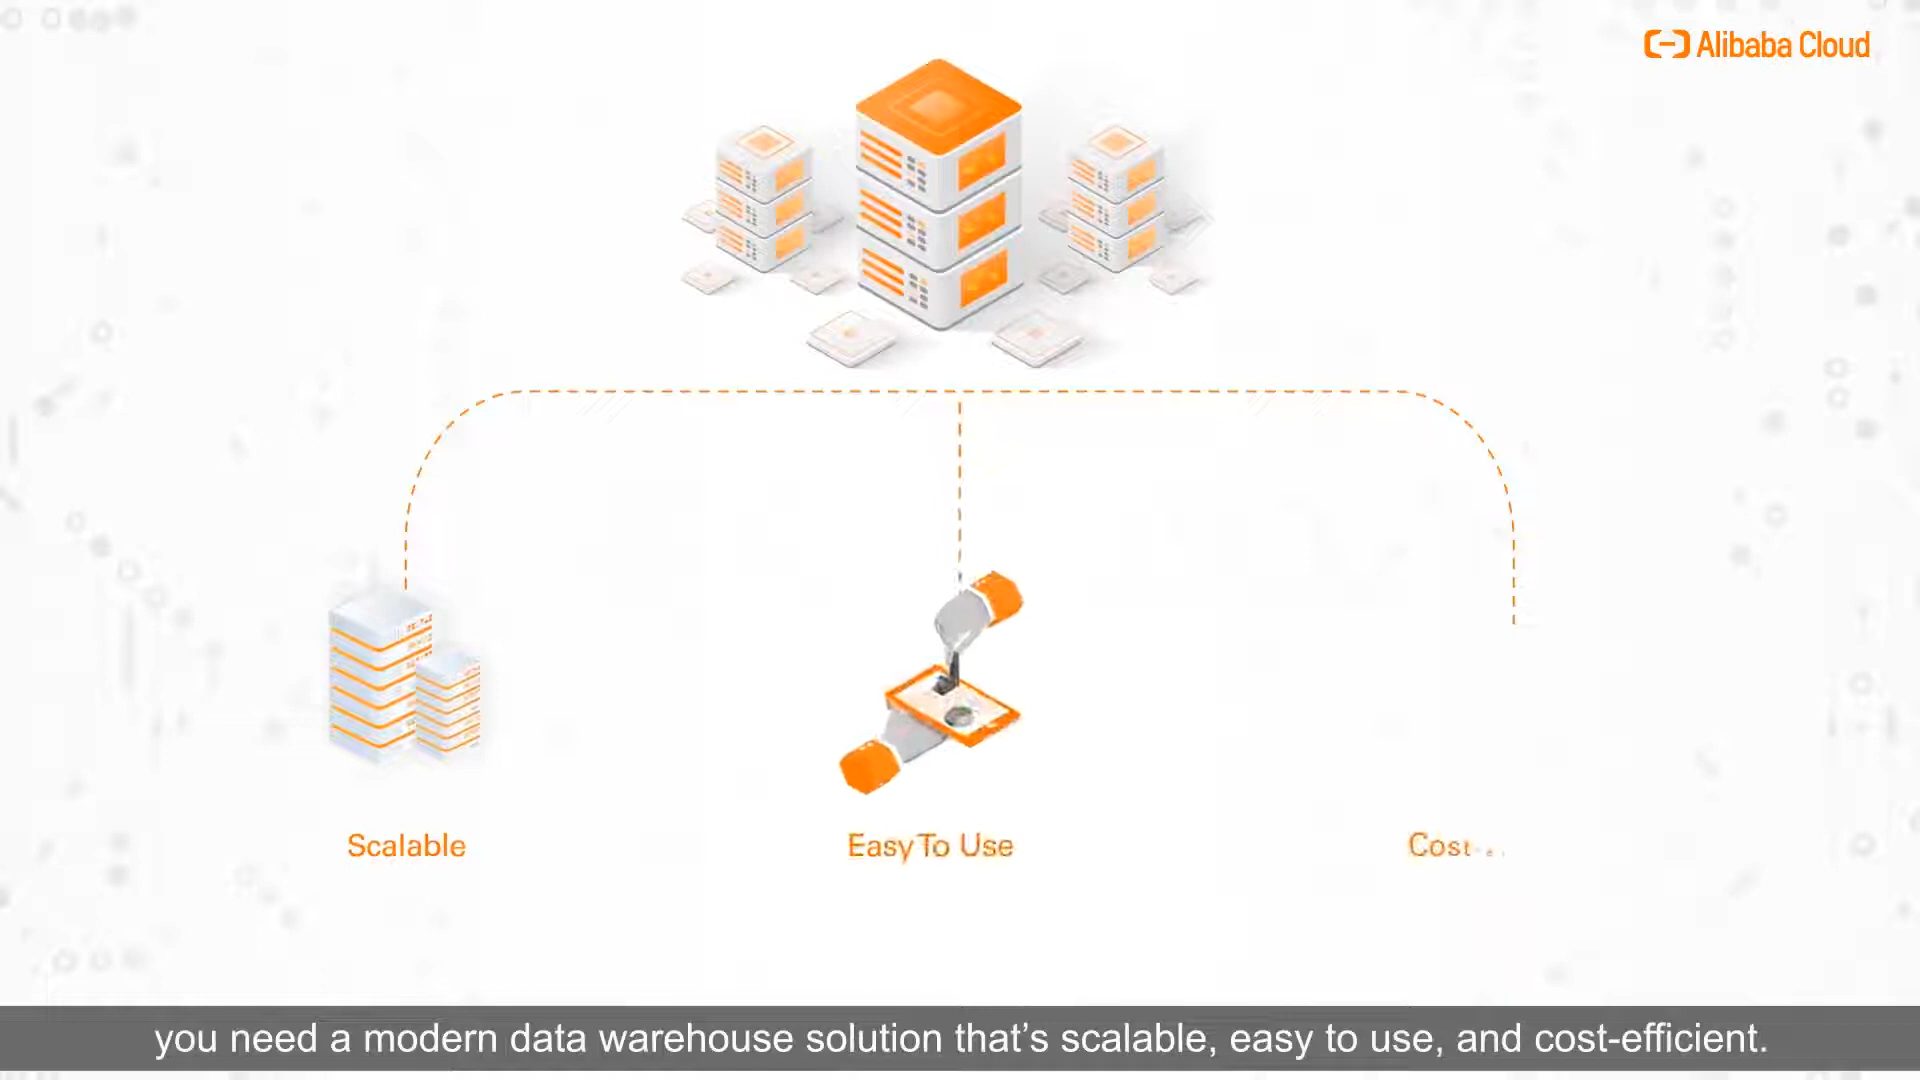 Alibaba Cloud
Scalable
Easy To Use
Cost
you need a modern data warehouse solution that’s scalable, easy to use, and cost-efficient.